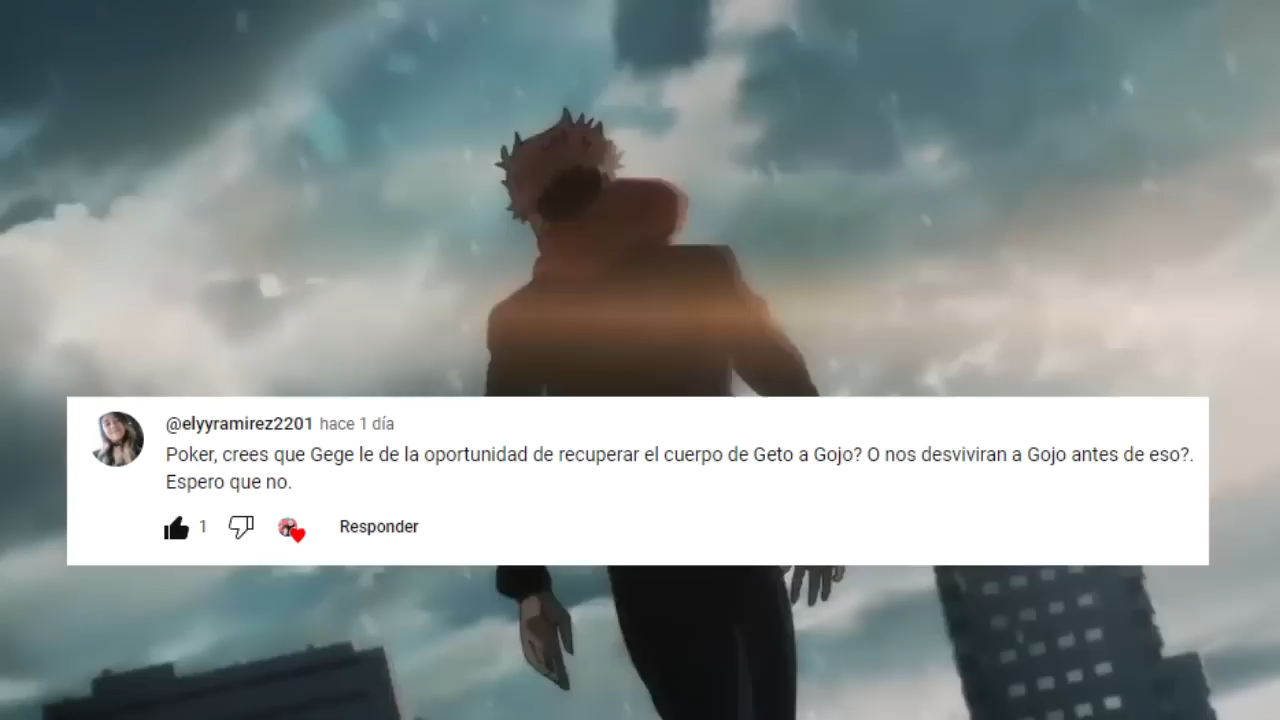 @elyyramirez2201 hace 1 día
Poker, crees que Gege le de la oportunidad de recuperar el cuerpo de Geto a Gojo? O nos desviviran a Gojo antes de eso?.
Espero que no.
1 Responder